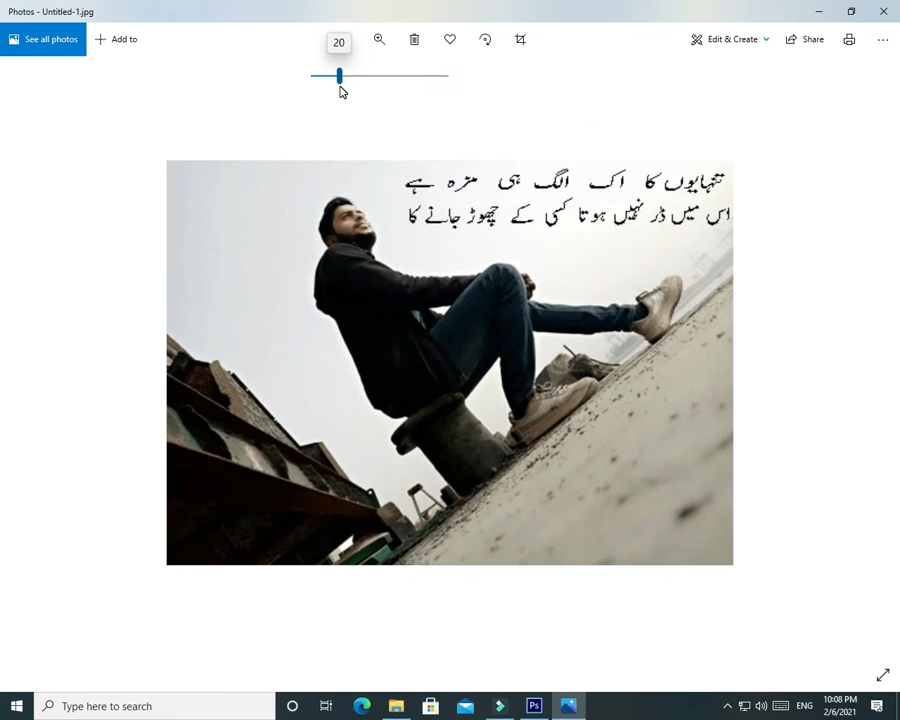 Photos - Untitled-1.jpg
See all photos
Add to
20
Edit & Create
Share
تنہایوں کا اک الگ ہی مزہ ہے
اس میں ڈر نہیں ہوتا کسی کے چھوڑ جانے کا
Type here to search
Ps
ENG
10:08 PM
2/6/2021